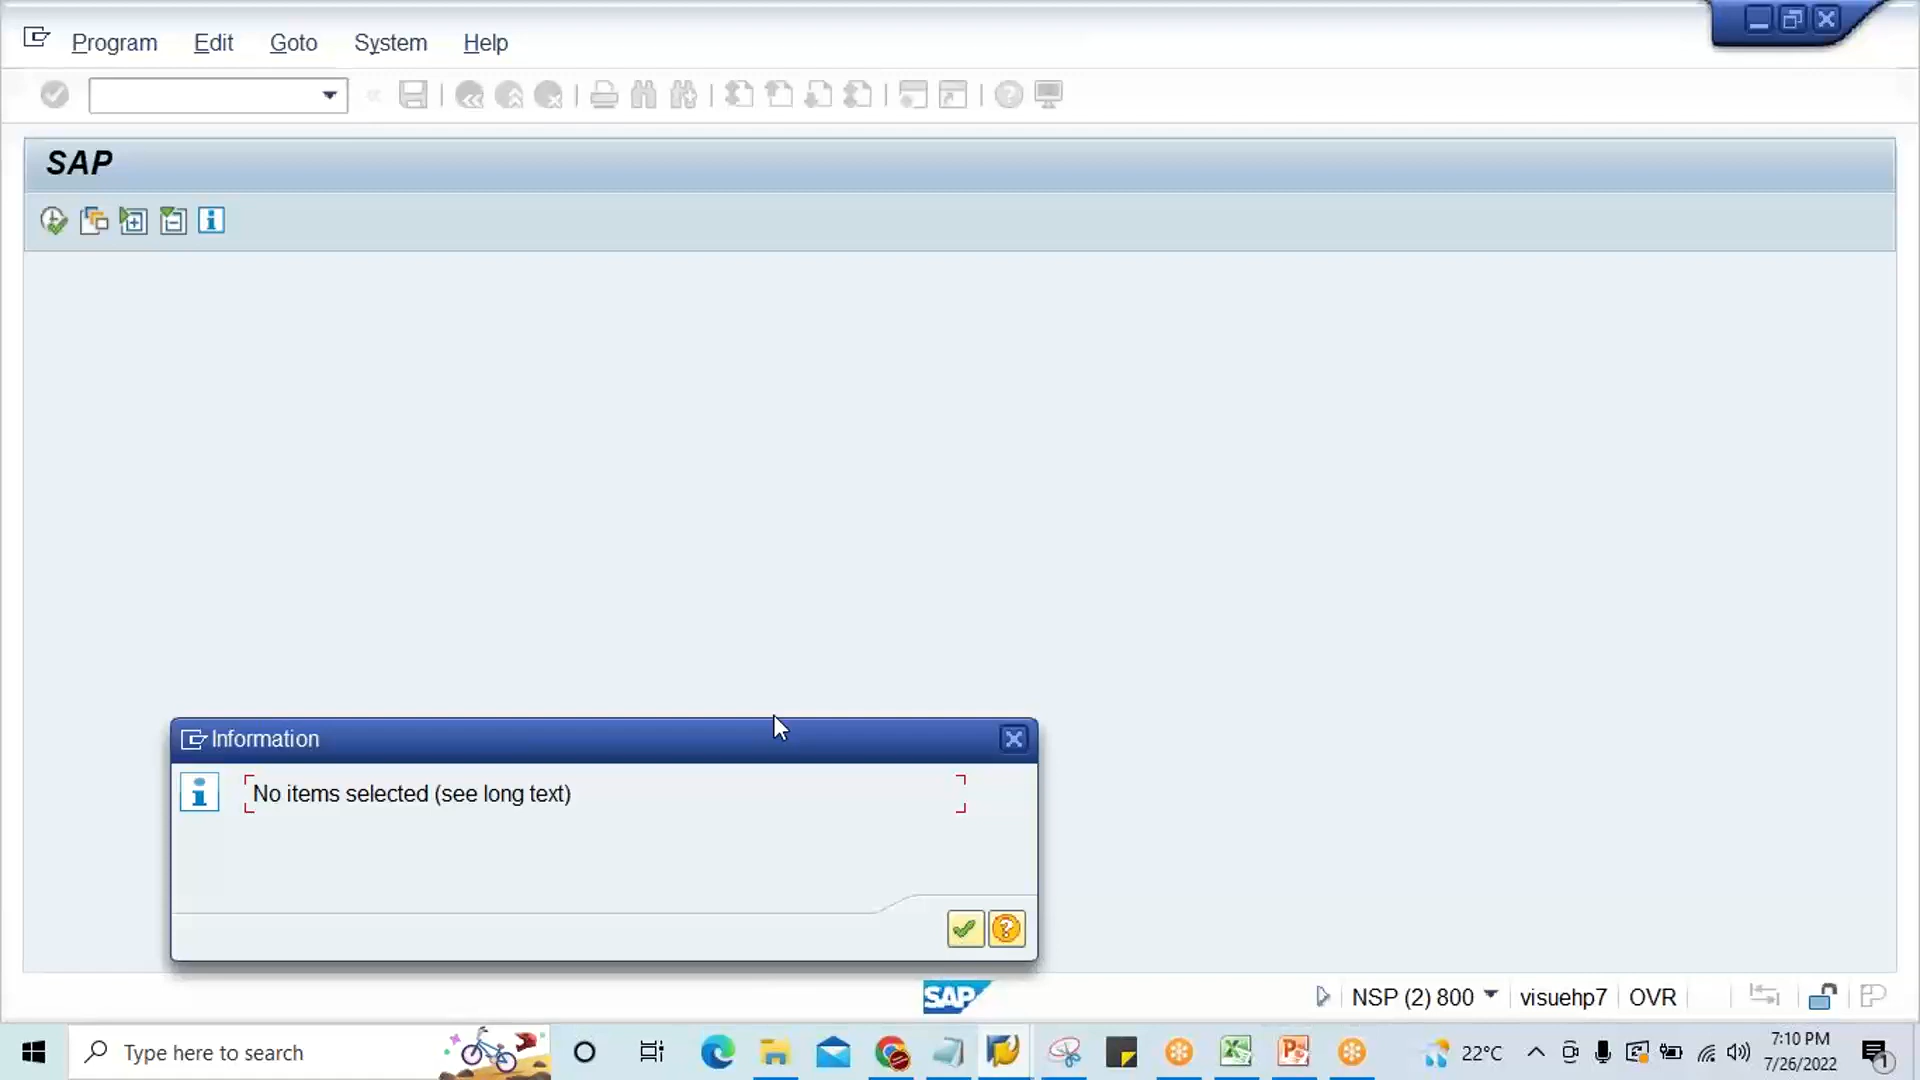 Program Edit Goto System Help
SAP
Information
No items selected (see long text)
SAP
NSP (2) 800 visuehp7 OVR
Type here to search
22°C
7:10 PM
7/26/2022
1